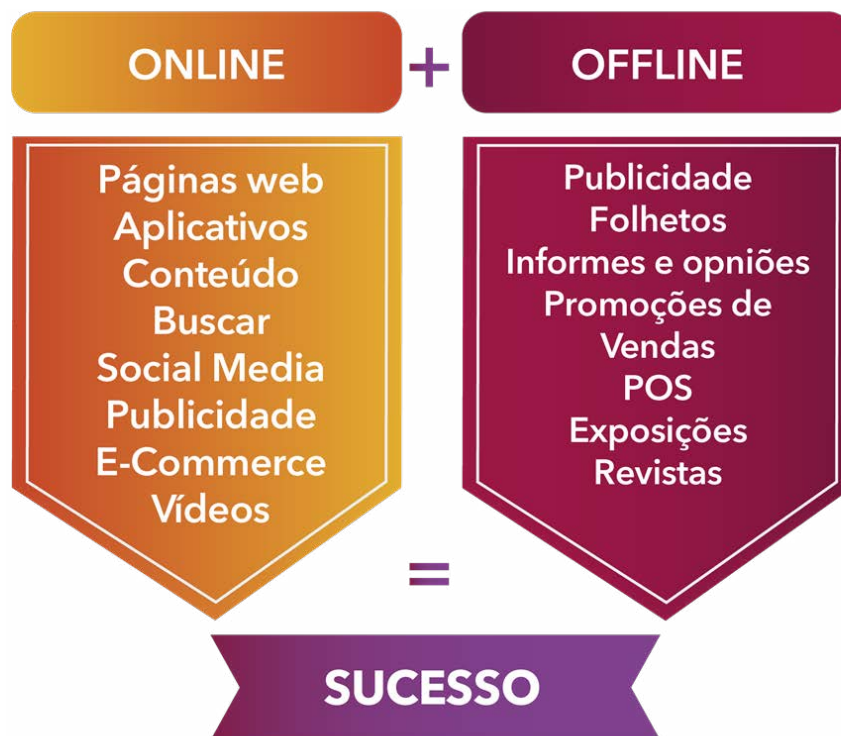 ONLINE + OFFLINE
Páginas web
Aplicativos
Conteúdo
Buscar
Social Media
Publicidade
E-Commerce
Vídeos
Publicidade
Folhetos
Informes e opniões
Promoções de
Vendas
POS
Exposições
Revistas
=
SUCESSO